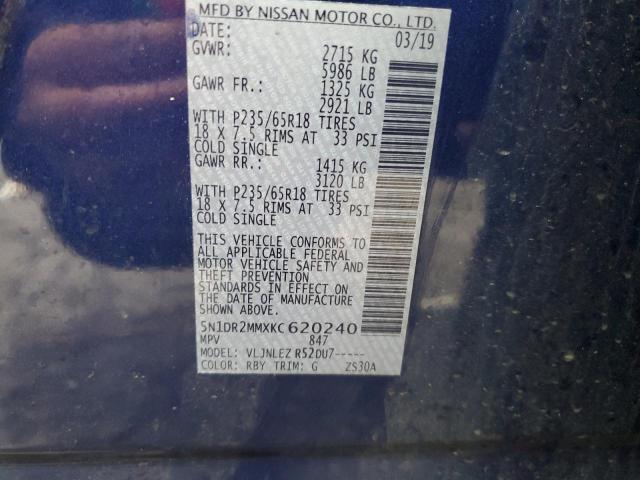 MFD BY NISSAN MOTOR CO., LTD.
DATE: 03/19
GVWR: 2715 KG
5986 LB
GAWR FR.: 1325 KG
2921 LB
WITH P235/65R18 TIRES
18 X 7.5 RIMS AT 33 PSI
COLD SINGLE
GAWR RR.: 1415 KG
3120 LB
WITH P235/65R18 TIRES
18 X 7.5 RIMS AT 33 PSI
COLD SINGLE
THIS VEHICLE CONFORMS TO
ALL APPLICABLE FEDERAL
MOTOR VEHICLE SAFETY AND
THEFT PREVENTION
STANDARDS IN EFFECT ON
THE DATE OF MANUFACTURE
SHOWN ABOVE.
5N1DR2MMXKC620240
MPV 847
MODEL: VLJNLEZ R52DU7-----
COLOR: RBY TRIM: G ZS30A